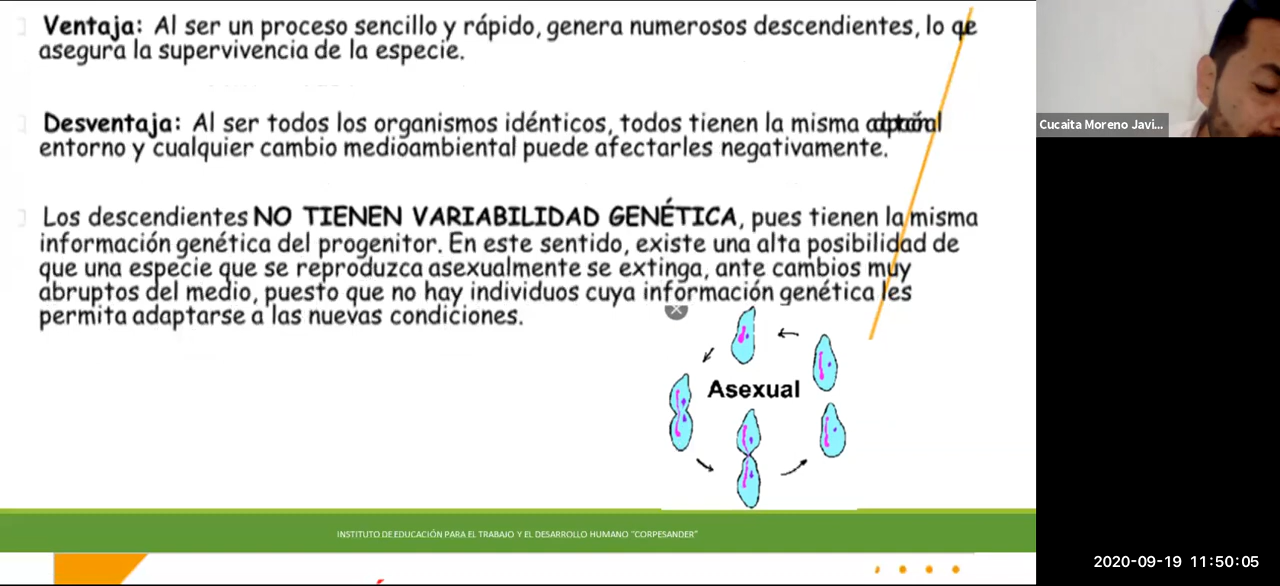 Ventaja: Al ser un proceso sencillo y rápido, genera numerosos descendientes, lo
asegura la supervivencia de la especie.
Desventaja: Al ser todos los organismos idénticos, todos tienen la misma
entorno y cualquier cambio medioambiental puede afectarles negativamente.
Los descendientes NO TIENEN VARIABILIDAD GENÉTICA, pues tienen la misma
información genética del progenitor. En este sentido, existe una alta posibilidad de
que una especie que se reproduzca asexualmente se extinga, ante cambios muy
abruptos del medio, puesto que no hay individuos cuya información genética les
permita adaptarse a las nuevas condiciones.
Asexual
INSTITUTO DE EDUCACIÓN PARA EL TRABAJO Y EL DESARROLLO HUMANO "CORPESANDER"
Cucaita Moreno Javi...
2020-09-19 11:50:05